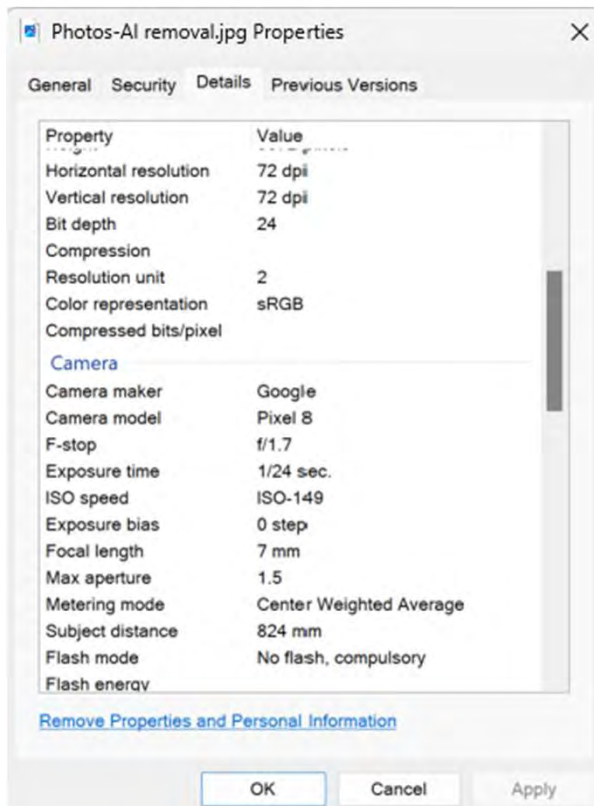 Photos-AI removal.jpg Properties
General Security Details Previous Versions
Property Value
Horizontal resolution 72 dpi
Vertical resolution 72 dpi
Bit depth 24
Compression
Resolution unit 2
Color representation sRGB
Compressed bits/pixel
Camera
Camera maker Google
Camera model Pixel 8
F-stop f/1.7
Exposure time 1/24 sec.
ISO speed ISO-149
Exposure bias 0 step
Focal length 7 mm
Max aperture 1.5
Metering mode Center Weighted Average
Subject distance 824 mm
Flash mode No flash, compulsory
Flash energy
Remove Properties and Personal Information
OK Cancel Apply